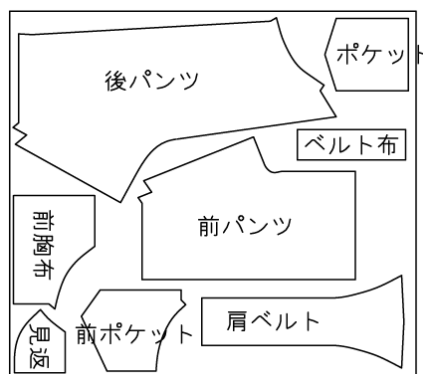 ポケット
後パンツ
ベルト布
前パンツ
前胸布
肩ベルト
前ポケット
見返